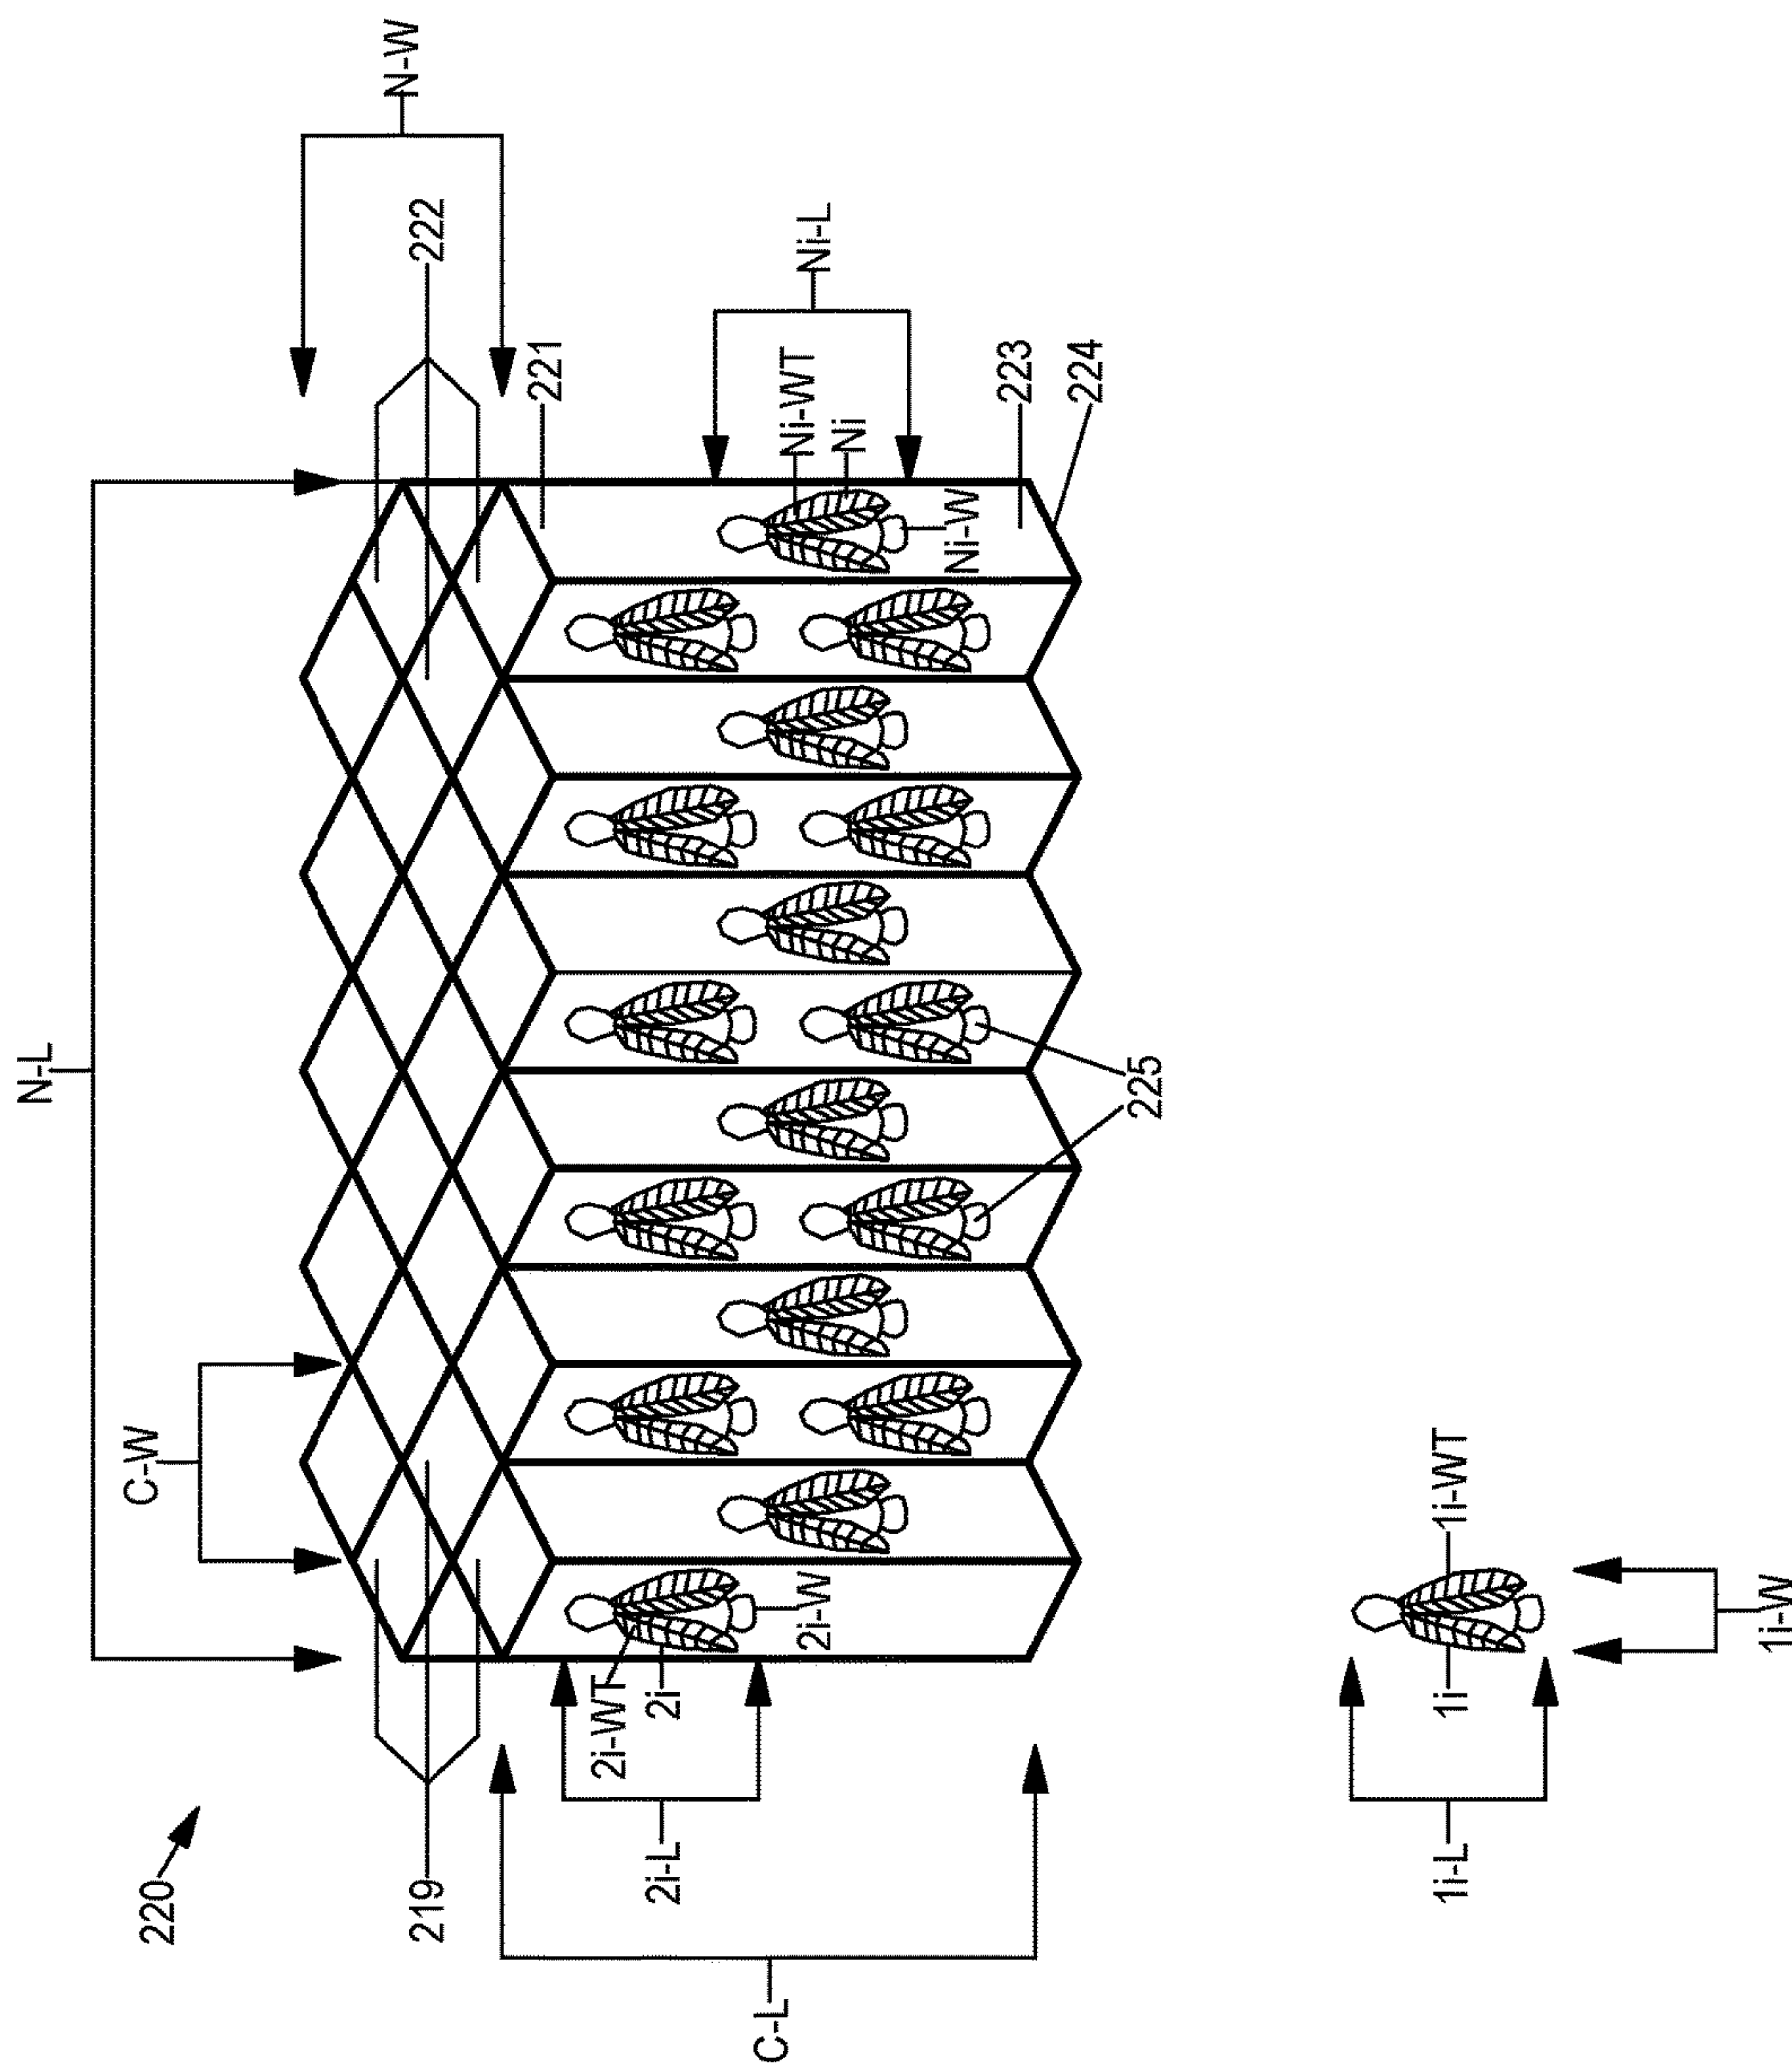 220
N-L
C-W
N-W
219
222
221
C-L
2i-L
2i-WT
2i
2i-W
Ni-L
Ni-WT
Ni
Ni-W
223
224
225
1i-L
1i
1i-WT
1i-W